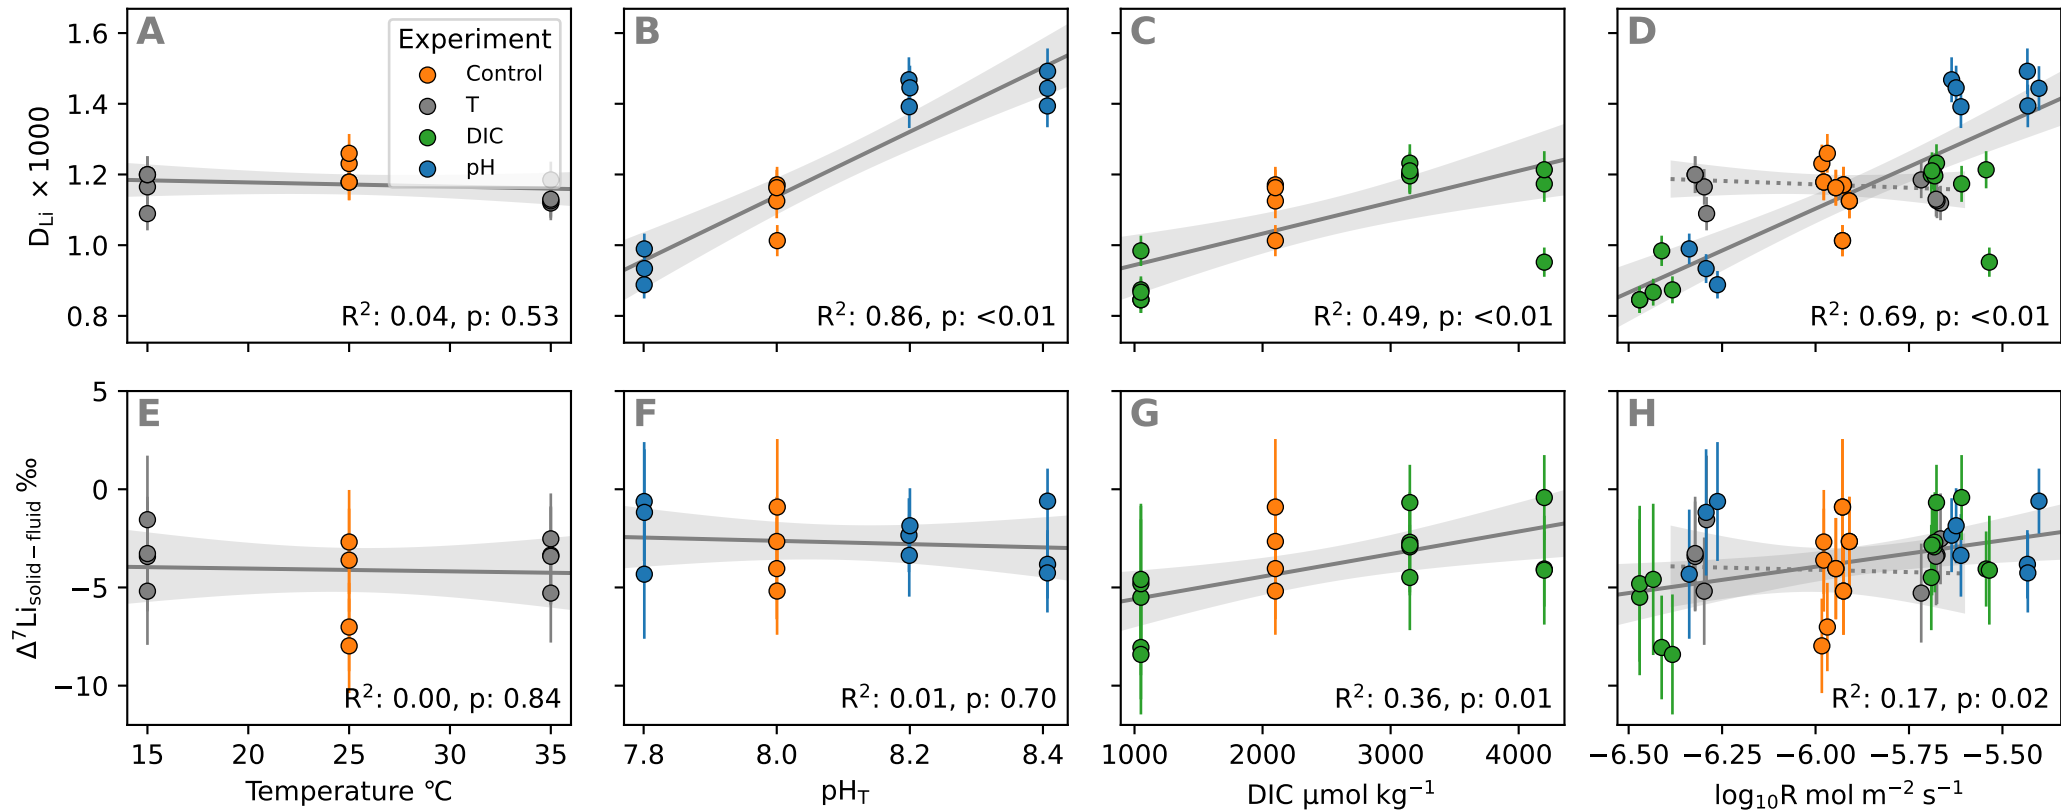 A
B
C
D
Experiment
Control
T
DIC
pH
1.6
1.4
1.2
1.0
0.8
D_Li × 1000
R²: 0.04, p: 0.53
R²: 0.86, p: <0.01
R²: 0.49, p: <0.01
R²: 0.69, p: <0.01
E
F
G
H
5
0
−5
−10
Δ⁷Li_solid−fluid ‰
R²: 0.00, p: 0.84
R²: 0.01, p: 0.70
R²: 0.36, p: 0.01
R²: 0.17, p: 0.02
15 20 25 30 35
7.8 8.0 8.2 8.4
1000 2000 3000 4000
−6.50 −6.25 −6.00 −5.75 −5.50
Temperature °C
pH_T
DIC μmol kg⁻¹
log₁₀R mol m⁻² s⁻¹